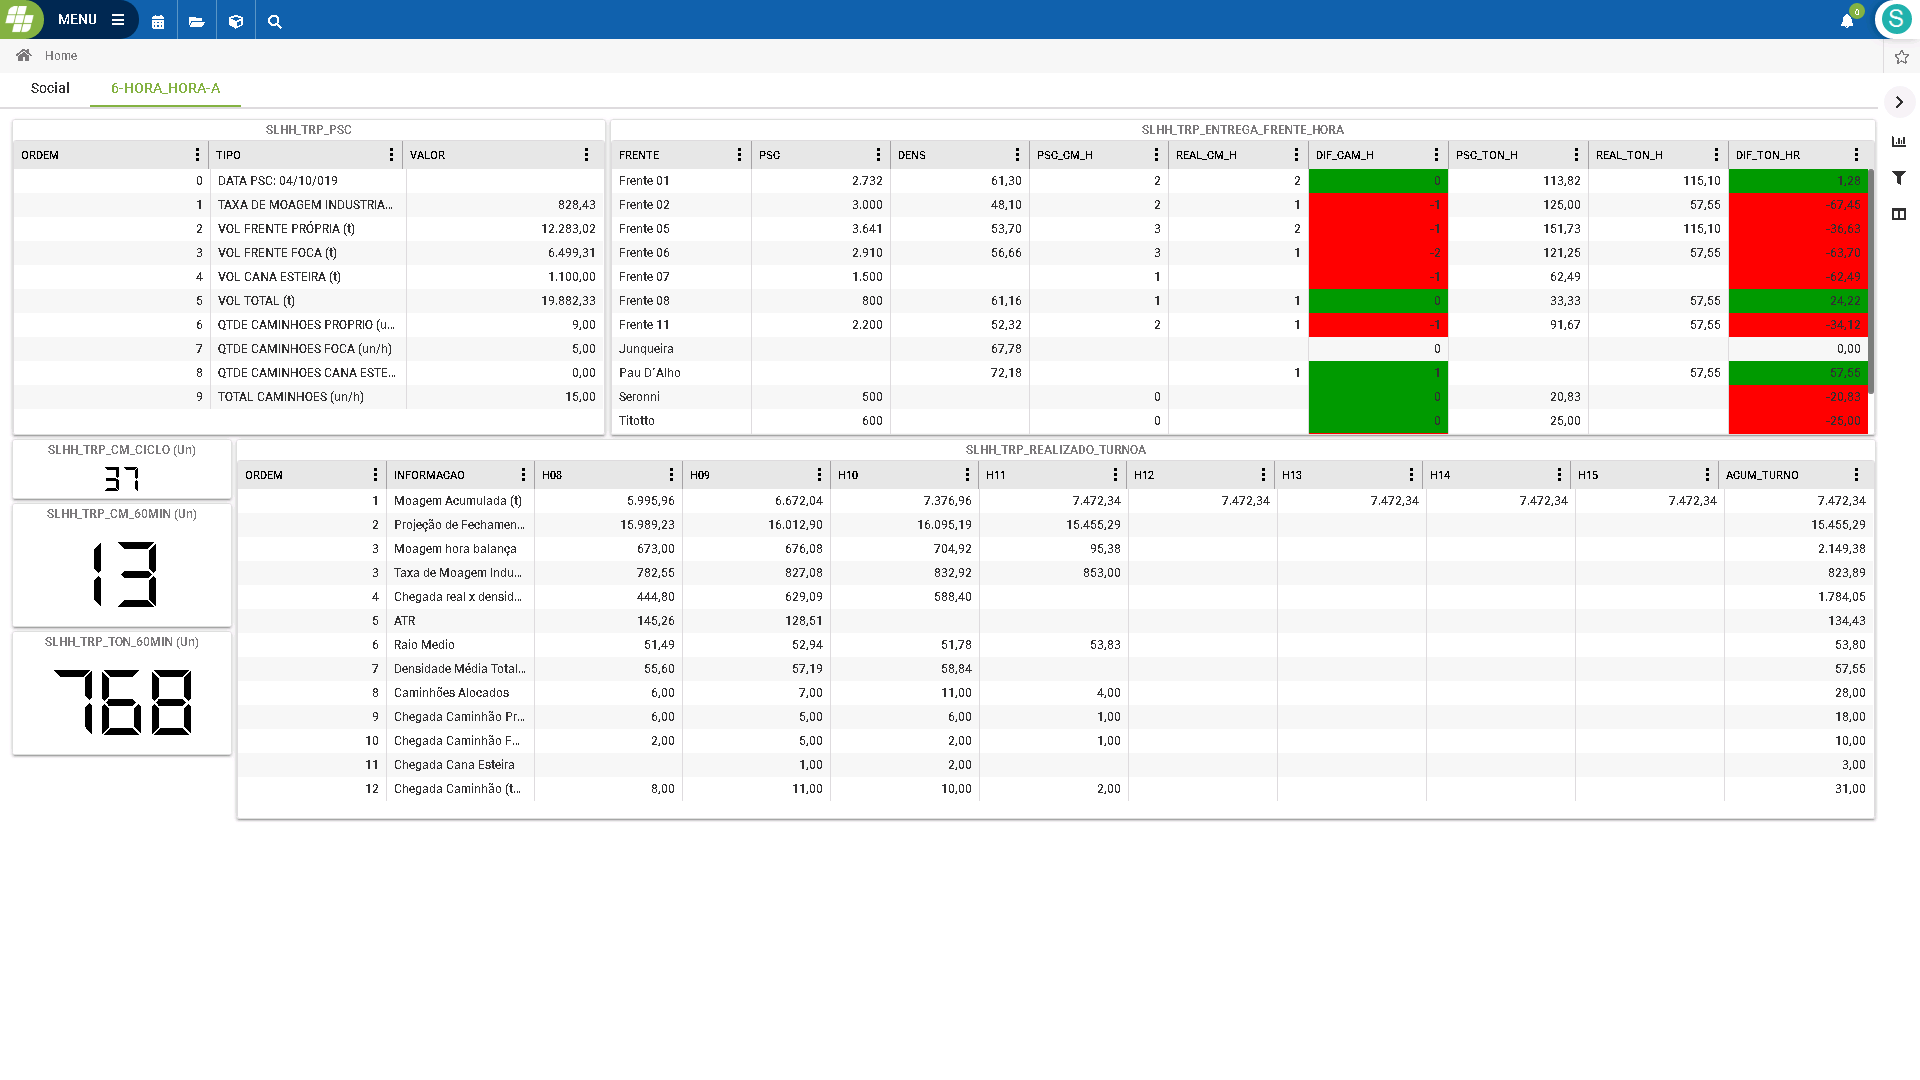 MENU
0
S
Home
Social 6-HORA_HORA-A
SLHH_TRP_PSC
ORDEM TIPO VALOR
0 DATA PSC: 04/10/019
1 TAXA DE MOAGEM INDUSTRIA... 828,43
2 VOL FRENTE PRÓPRIA (t) 12.283,02
3 VOL FRENTE FOCA (t) 6.499,31
4 VOL CANA ESTEIRA (t) 1.100,00
5 VOL TOTAL (t) 19.882,33
6 QTDE CAMINHOES PROPRIO (u... 9,00
7 QTDE CAMINHOES FOCA (un/h) 5,00
8 QTDE CAMINHOES CANA ESTE... 0,00
9 TOTAL CAMINHOES (un/h) 15,00
SLHH_TRP_ENTREGA_FRENTE_HORA
FRENTE PSC DENS PSC_CM_H REAL_CM_H DIF_CAM_H PSC_TON_H REAL_TON_H DIF_TON_HR
Frente 01 2.732 61,30 2 2 0 113,82 115,10 1,28
Frente 02 3.000 48,10 2 1 -1 125,00 57,55 -67,45
Frente 05 3.641 53,70 3 2 -1 151,73 115,10 -36,63
Frente 06 2.910 56,66 3 1 -2 121,25 57,55 -63,70
Frente 07 1.500 1 -1 62,49 -62,49
Frente 08 800 61,16 1 1 0 33,33 57,55 24,22
Frente 11 2.200 52,32 2 1 -1 91,67 57,55 -34,12
Junqueira 67,78 0 0,00
Pau D´Alho 72,18 1 1 57,55 57,55
Seronni 500 0 0 20,83 -20,83
Titotto 600 0 0 25,00 -25,00
SLHH_TRP_CM_CICLO (Un)
37
SLHH_TRP_CM_60MIN (Un)
13
SLHH_TRP_TON_60MIN (Un)
768
SLHH_TRP_REALIZADO_TURNOA
ORDEM INFORMACAO H08 H09 H10 H11 H12 H13 H14 H15 ACUM_TURNO
1 Moagem Acumulada (t) 5.995,96 6.672,04 7.376,96 7.472,34 7.472,34 7.472,34 7.472,34 7.472,34 7.472,34
2 Projeção de Fechamen... 15.989,23 16.012,90 16.095,19 15.455,29 15.455,29
3 Moagem hora balança 673,00 676,08 704,92 95,38 2.149,38
3 Taxa de Moagem Indu... 782,55 827,08 832,92 853,00 823,89
4 Chegada real x densid... 444,80 629,09 588,40 1.784,05
5 ATR 145,26 128,51 134,43
6 Raio Medio 51,49 52,94 51,78 53,83 53,80
7 Densidade Média Total... 55,60 57,19 58,84 57,55
8 Caminhões Alocados 6,00 7,00 11,00 4,00 28,00
9 Chegada Caminhão Pr... 6,00 5,00 6,00 1,00 18,00
10 Chegada Caminhão F... 2,00 5,00 2,00 1,00 10,00
11 Chegada Cana Esteira 1,00 2,00 3,00
12 Chegada Caminhão (t... 8,00 11,00 10,00 2,00 31,00